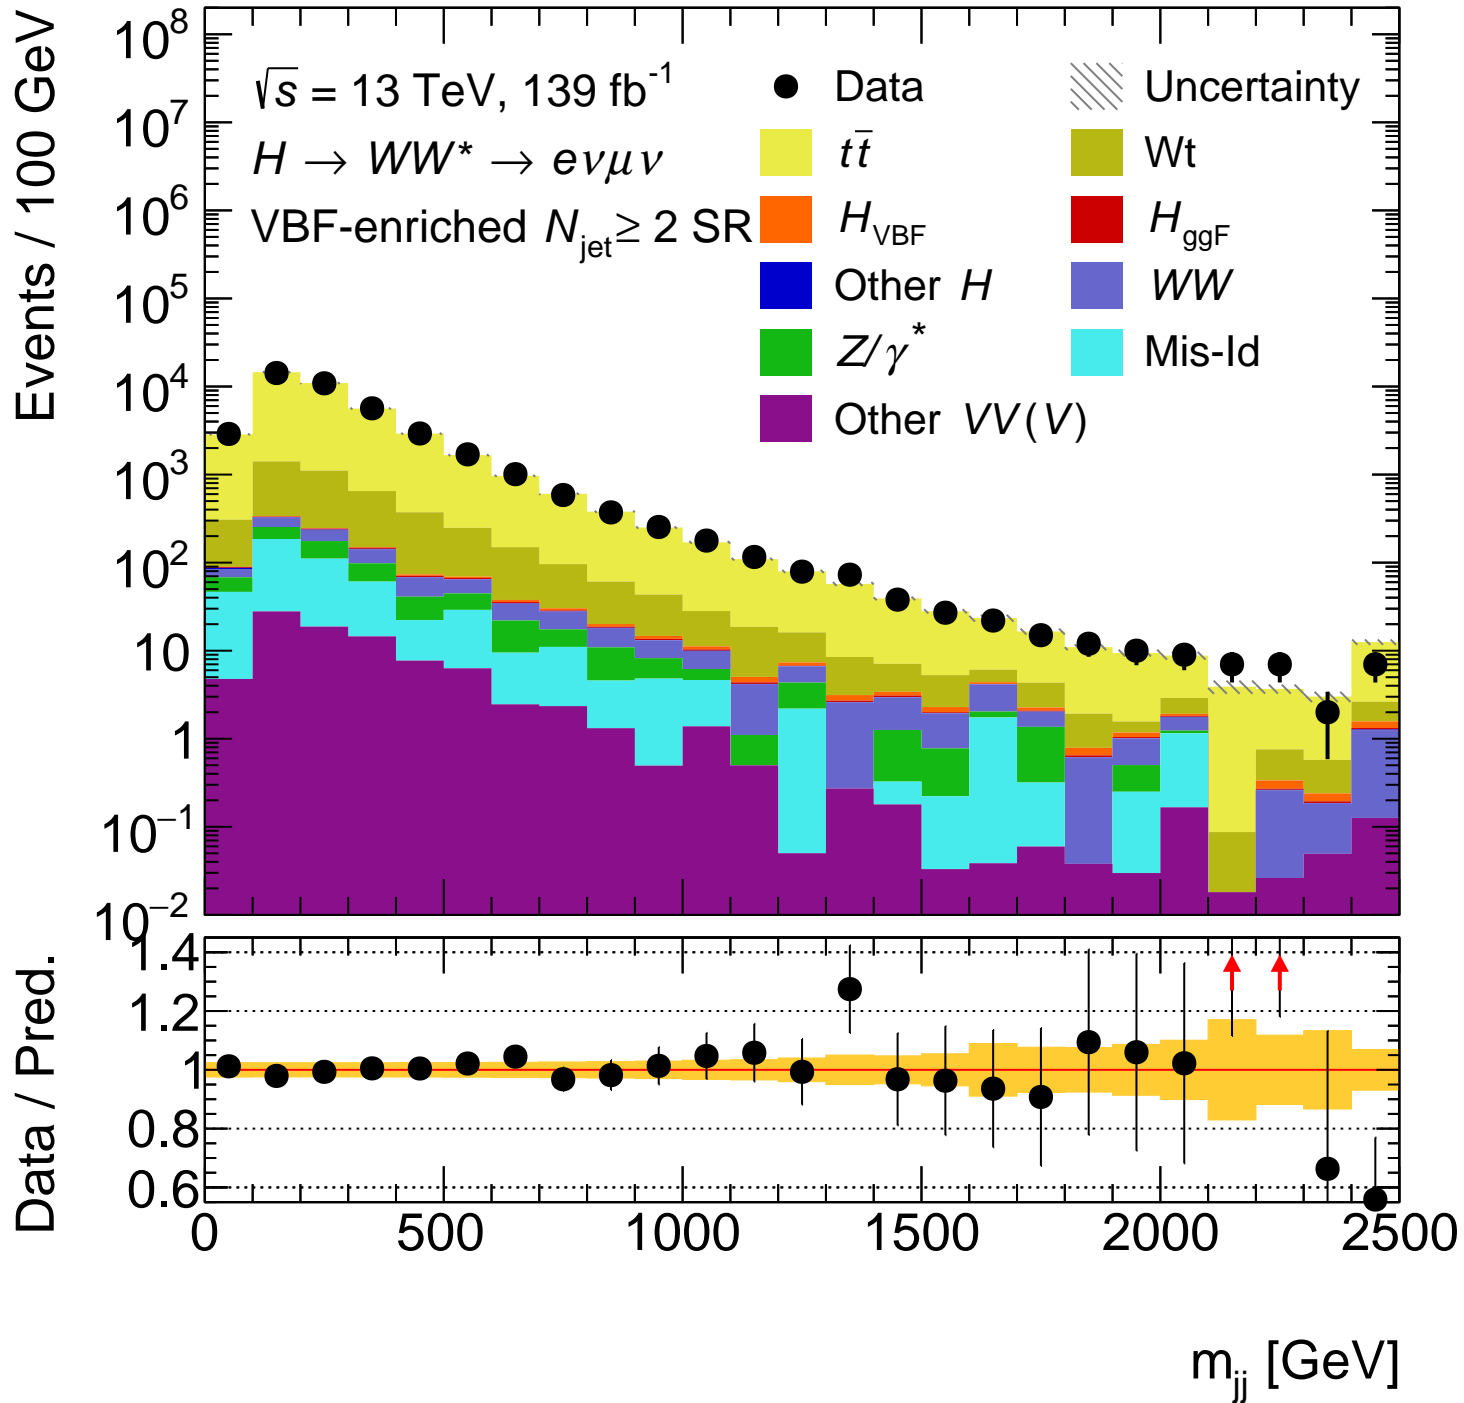 Events / 100 GeV
10⁸
10⁷
10⁶
10⁵
10⁴
10³
10²
10
1
10⁻¹
10⁻²
√s = 13 TeV, 139 fb⁻¹
H → WW* → eνμν
VBF-enriched N_jet ≥ 2 SR
Data
Uncertainty
tt̄
Wt
H_VBF
H_ggF
Other H
WW
Z/γ*
Mis-Id
Other VV(V)
Data / Pred.
1.4
1.2
1
0.8
0.6
0 500 1000 1500 2000 2500
m_jj [GeV]